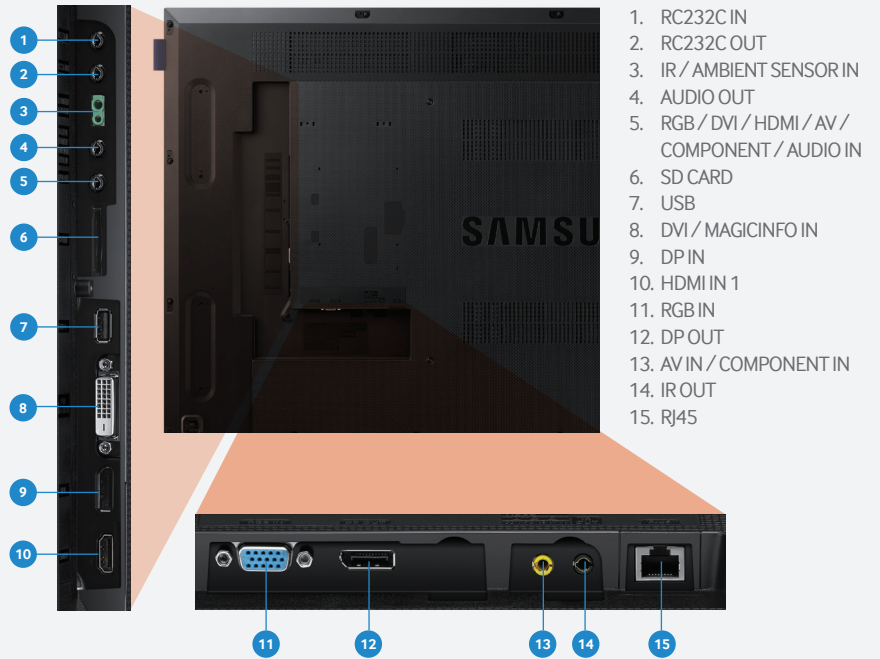 1
2
3
4
5
6
7
8
9
10
SAMSU
11
12
13
14
15
1. RC232C IN
2. RC232C OUT
3. IR / AMBIENT SENSOR IN
4. AUDIO OUT
5. RGB / DVI / HDMI / AV /
COMPONENT / AUDIO IN
6. SD CARD
7. USB
8. DVI / MAGICINFO IN
9. DP IN
10. HDMI IN 1
11. RGB IN
12. DP OUT
13. AV IN / COMPONENT IN
14. IR OUT
15. RJ45